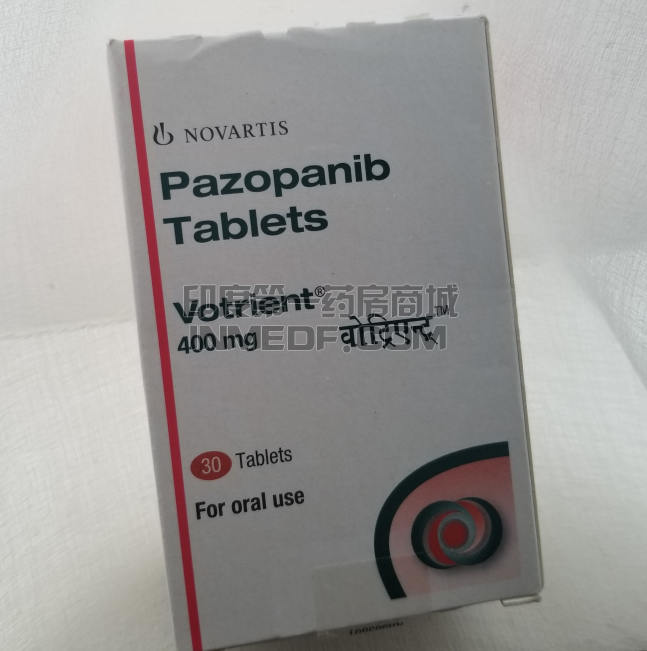 NOVARTIS
Pazopanib
Tablets
Votrient®
400 mg
वोट्रिएन्ट™
印度第一药房商城
INMEDF.COM
30 Tablets
For oral use